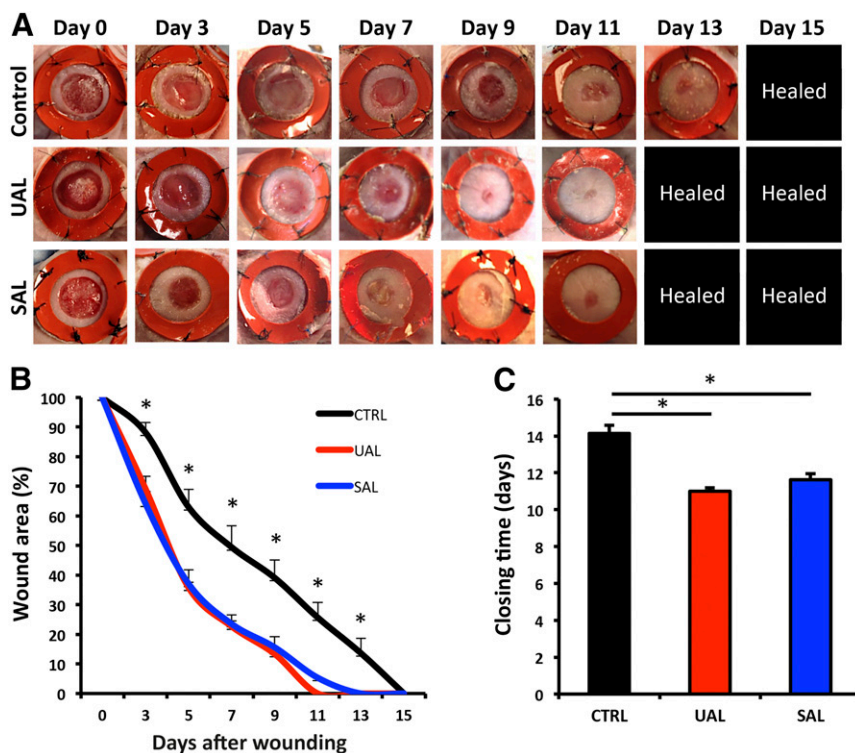 A
Day 0 Day 3 Day 5 Day 7 Day 9 Day 11 Day 13 Day 15
Control
Healed
UAL
Healed Healed
SAL
Healed Healed
B
Wound area (%)
100
90
80
70
60
50
40
30
20
10
0
* * * * * *
CTRL
UAL
SAL
0 3 5 7 9 11 13 15
Days after wounding
C
Closing time (days)
16
14
12
10
8
6
4
2
0
*
*
CTRL UAL SAL